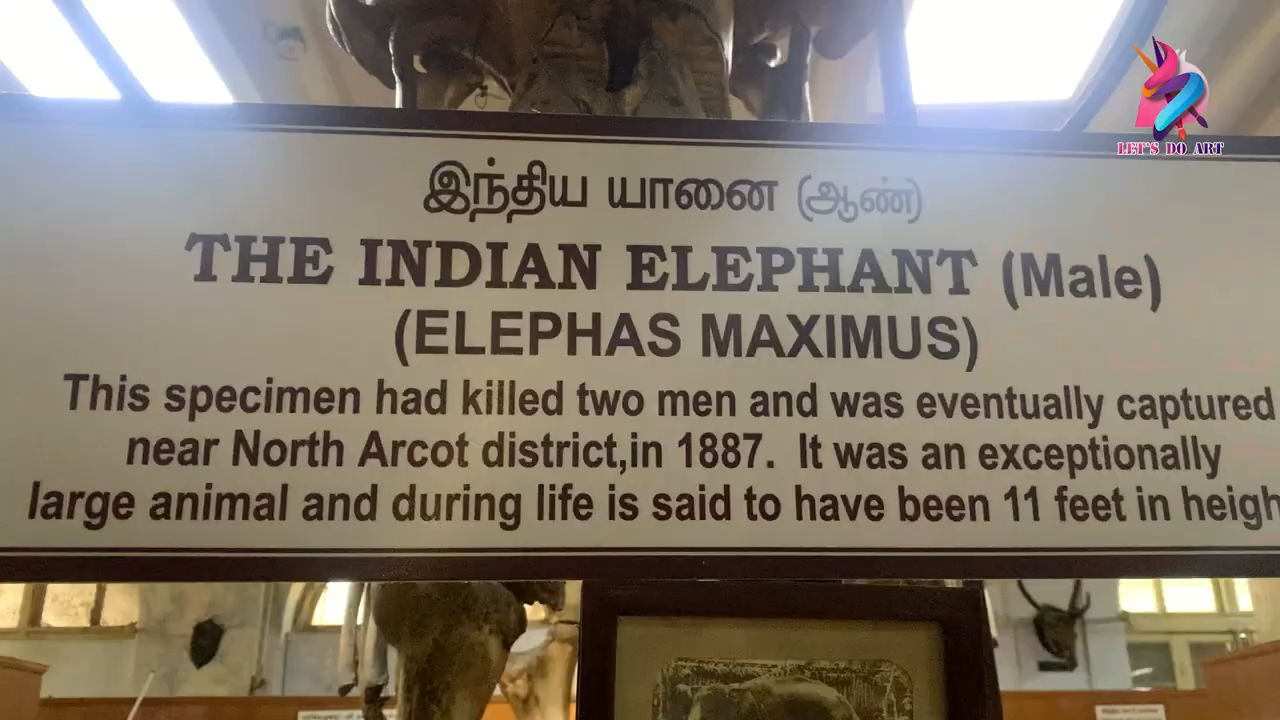 LET'S DO ART
இந்திய யானை (ஆண்)
THE INDIAN ELEPHANT (Male)
(ELEPHAS MAXIMUS)
This specimen had killed two men and was eventually captured
near North Arcot district,in 1887. It was an exceptionally
large animal and during life is said to have been 11 feet in heigh